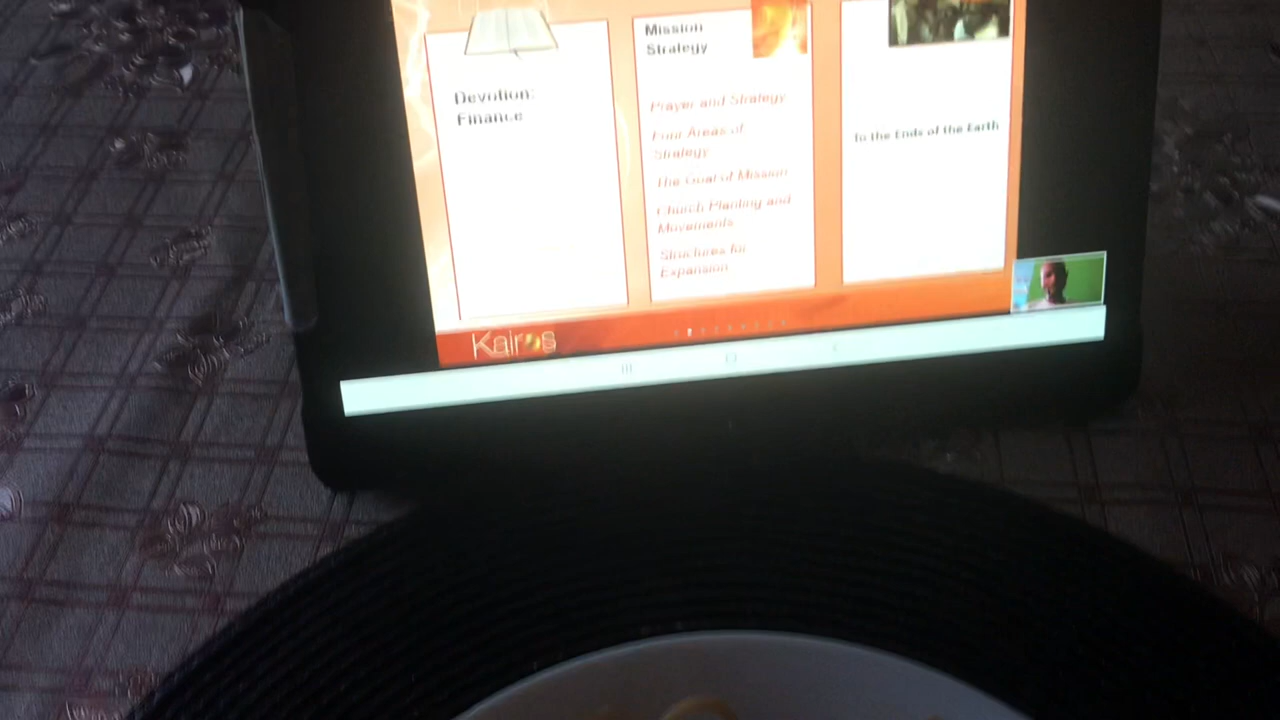 Devotion:
Finance
Mission
Strategy
Prayer and Strategy
Four Areas of
Strategy
The Goal of Mission
Church Planting and
Movements
Structures for
Expansion
To the Ends of the Earth
Kairos